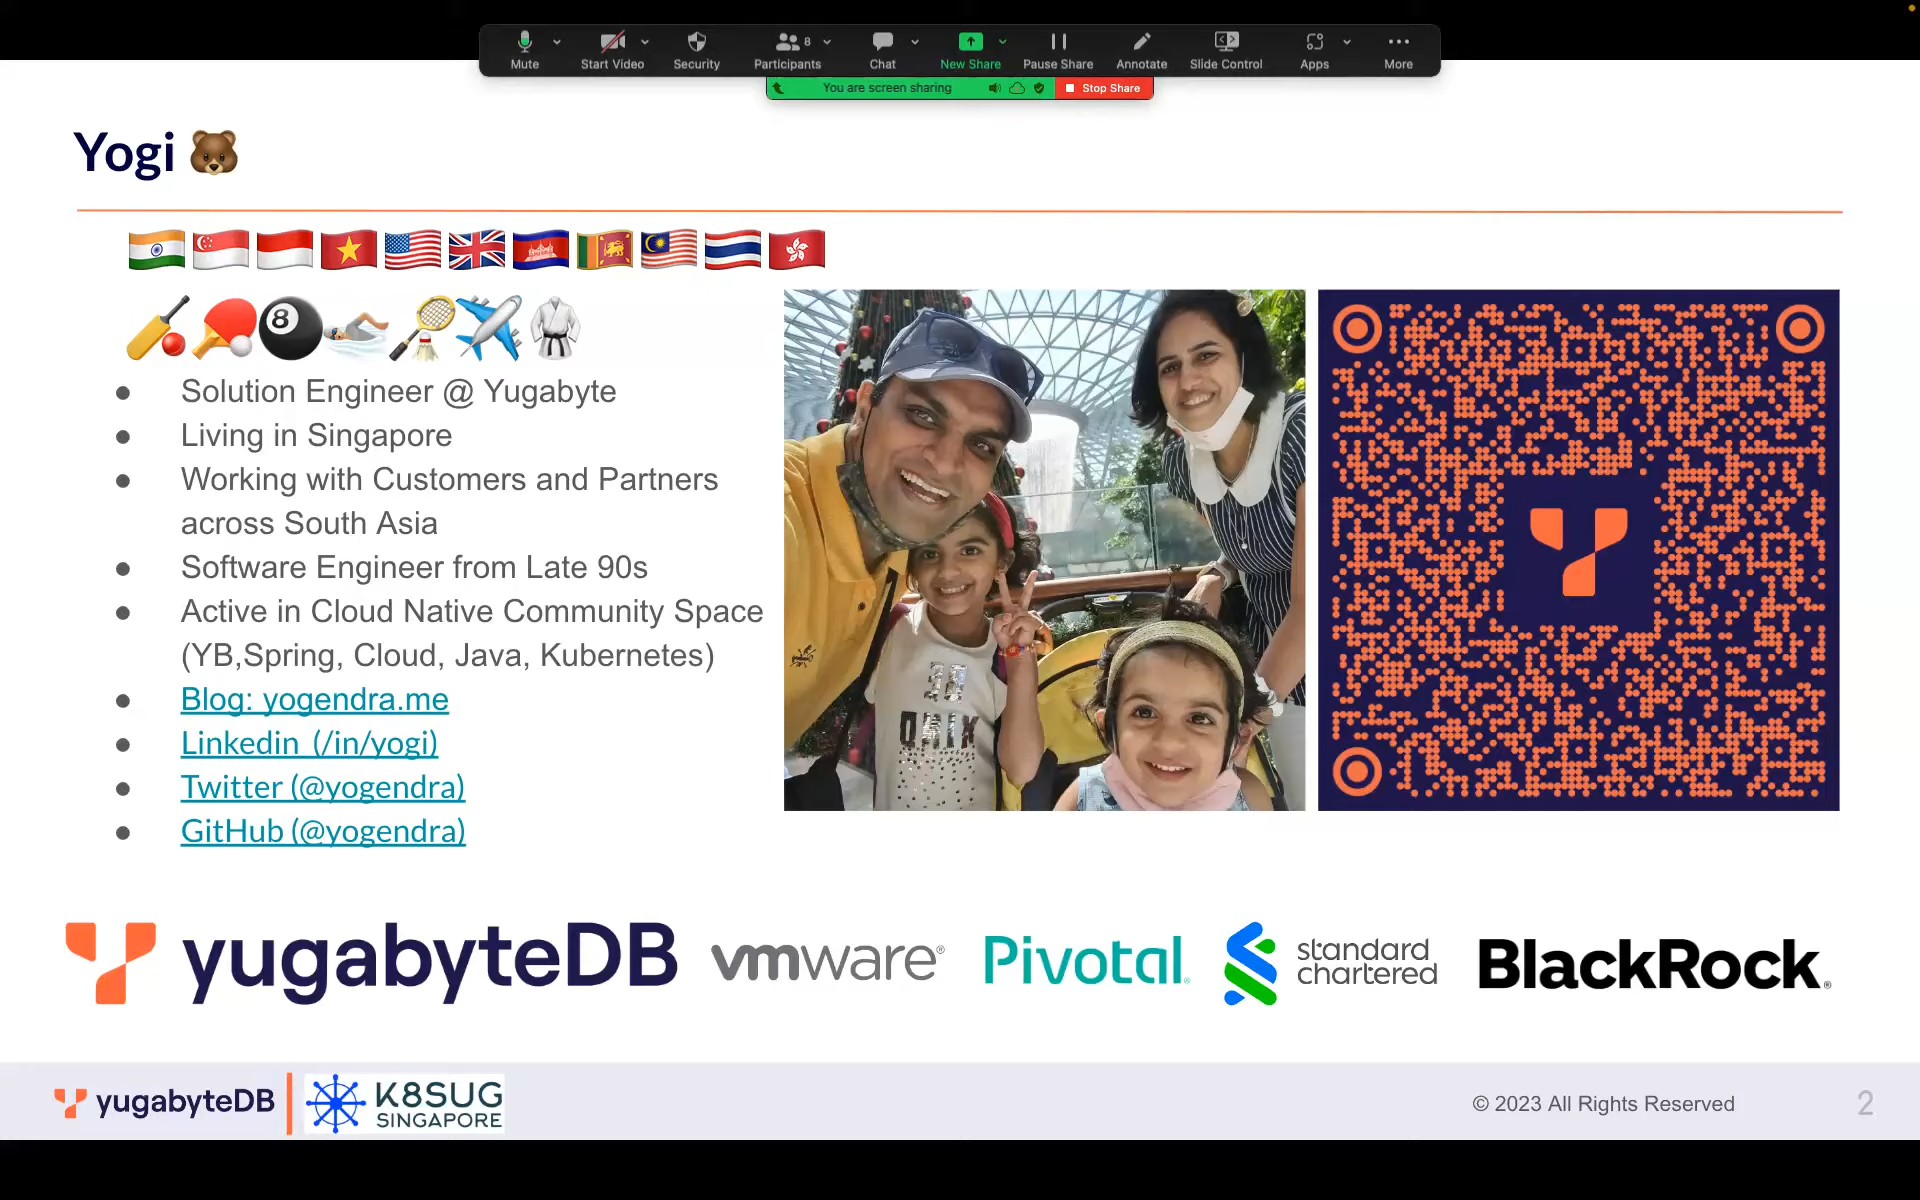 Mute
Start Video
Security
Participants
8
Chat
New Share
Pause Share
Annotate
Slide Control
Apps
More
You are screen sharing
Stop Share
Yogi
8
Solution Engineer @ Yugabyte
Living in Singapore
Working with Customers and Partners
across South Asia
Software Engineer from Late 90s
Active in Cloud Native Community Space
(YB,Spring, Cloud, Java, Kubernetes)
Blog: yogendra.me
Linkedin (/in/yogi)
Twitter (@yogendra)
GitHub (@yogendra)
yugabyteDB
vmware®
Pivotal
standard
chartered
BlackRock®
yugabyteDB
K8SUG
SINGAPORE
© 2023 All Rights Reserved
2